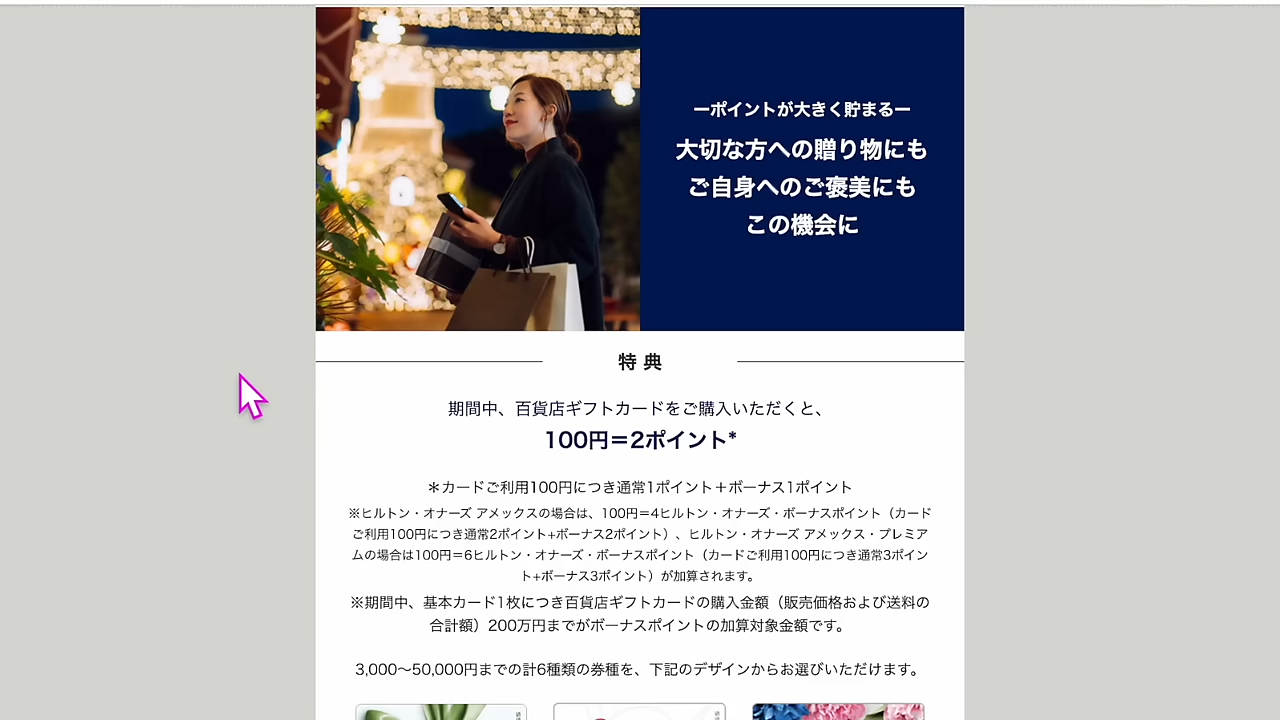 ーポイントが大きく貯まるー
大切な方への贈り物にも
ご自身へのご褒美にも
この機会に
特典
期間中、百貨店ギフトカードをご購入いただくと、
100円＝2ポイント*
＊カードご利用100円につき通常1ポイント＋ボーナス1ポイント
※ヒルトン・オナーズ アメックスの場合は、100円＝4ヒルトン・オナーズ・ボーナスポイント（カード
ご利用100円につき通常2ポイント+ボーナス2ポイント）、ヒルトン・オナーズ アメックス・プレミア
ムの場合は100円＝6ヒルトン・オナーズ・ボーナスポイント（カードご利用100円につき通常3ポイン
ト+ボーナス3ポイント）が加算されます。
※期間中、基本カード1枚につき百貨店ギフトカードの購入金額（販売価格および送料の
合計額）200万円までがボーナスポイントの加算対象金額です。
3,000〜50,000円までの計6種類の券種を、下記のデザインからお選びいただけます。